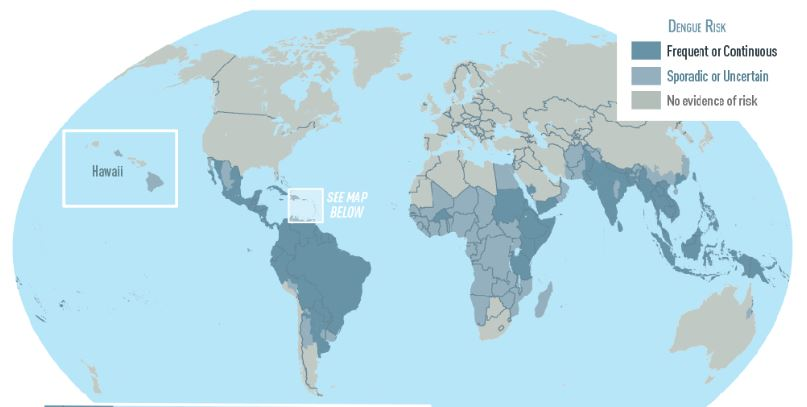 DENGUE RISK
Frequent or Continuous
Sporadic or Uncertain
No evidence of risk
Hawaii
SEE MAP
BELOW